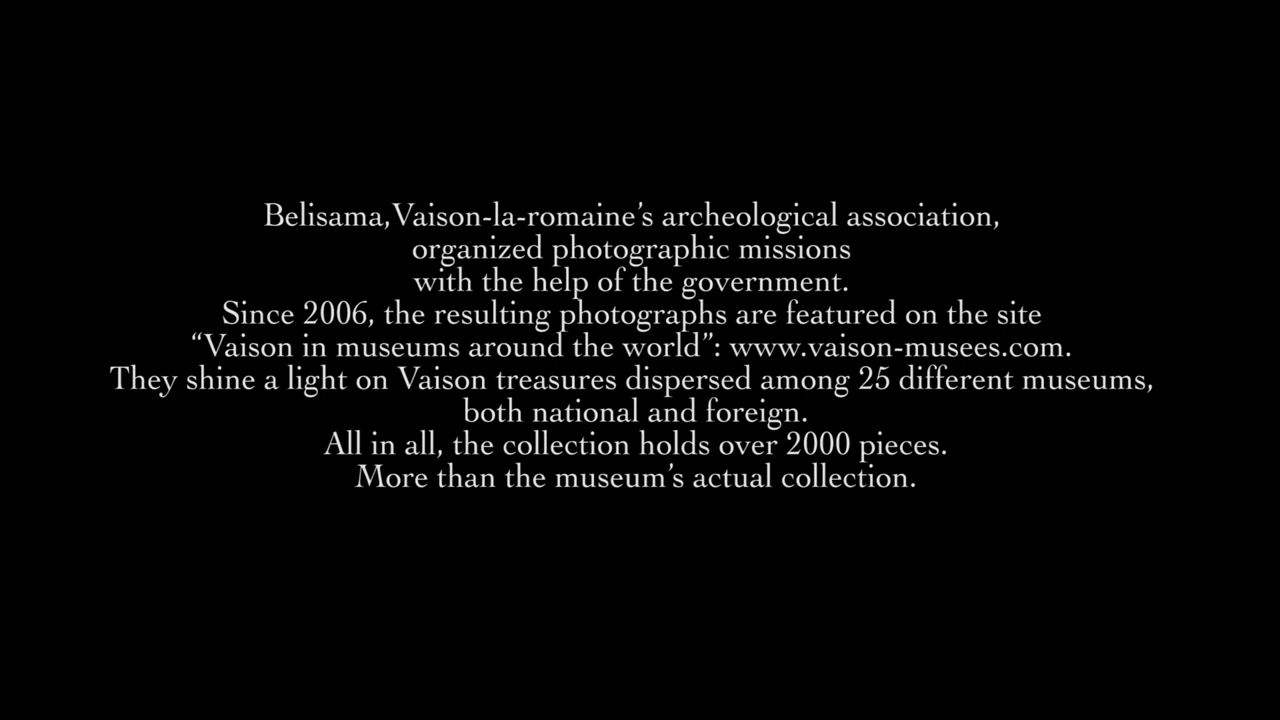 Belisama,Vaison-la-romaine’s archeological association,
organized photographic missions
with the help of the government.
Since 2006, the resulting photographs are featured on the site
“Vaison in museums around the world”: www.vaison-musees.com.
They shine a light on Vaison treasures dispersed among 25 different museums,
both national and foreign.
All in all, the collection holds over 2000 pieces.
More than the museum’s actual collection.